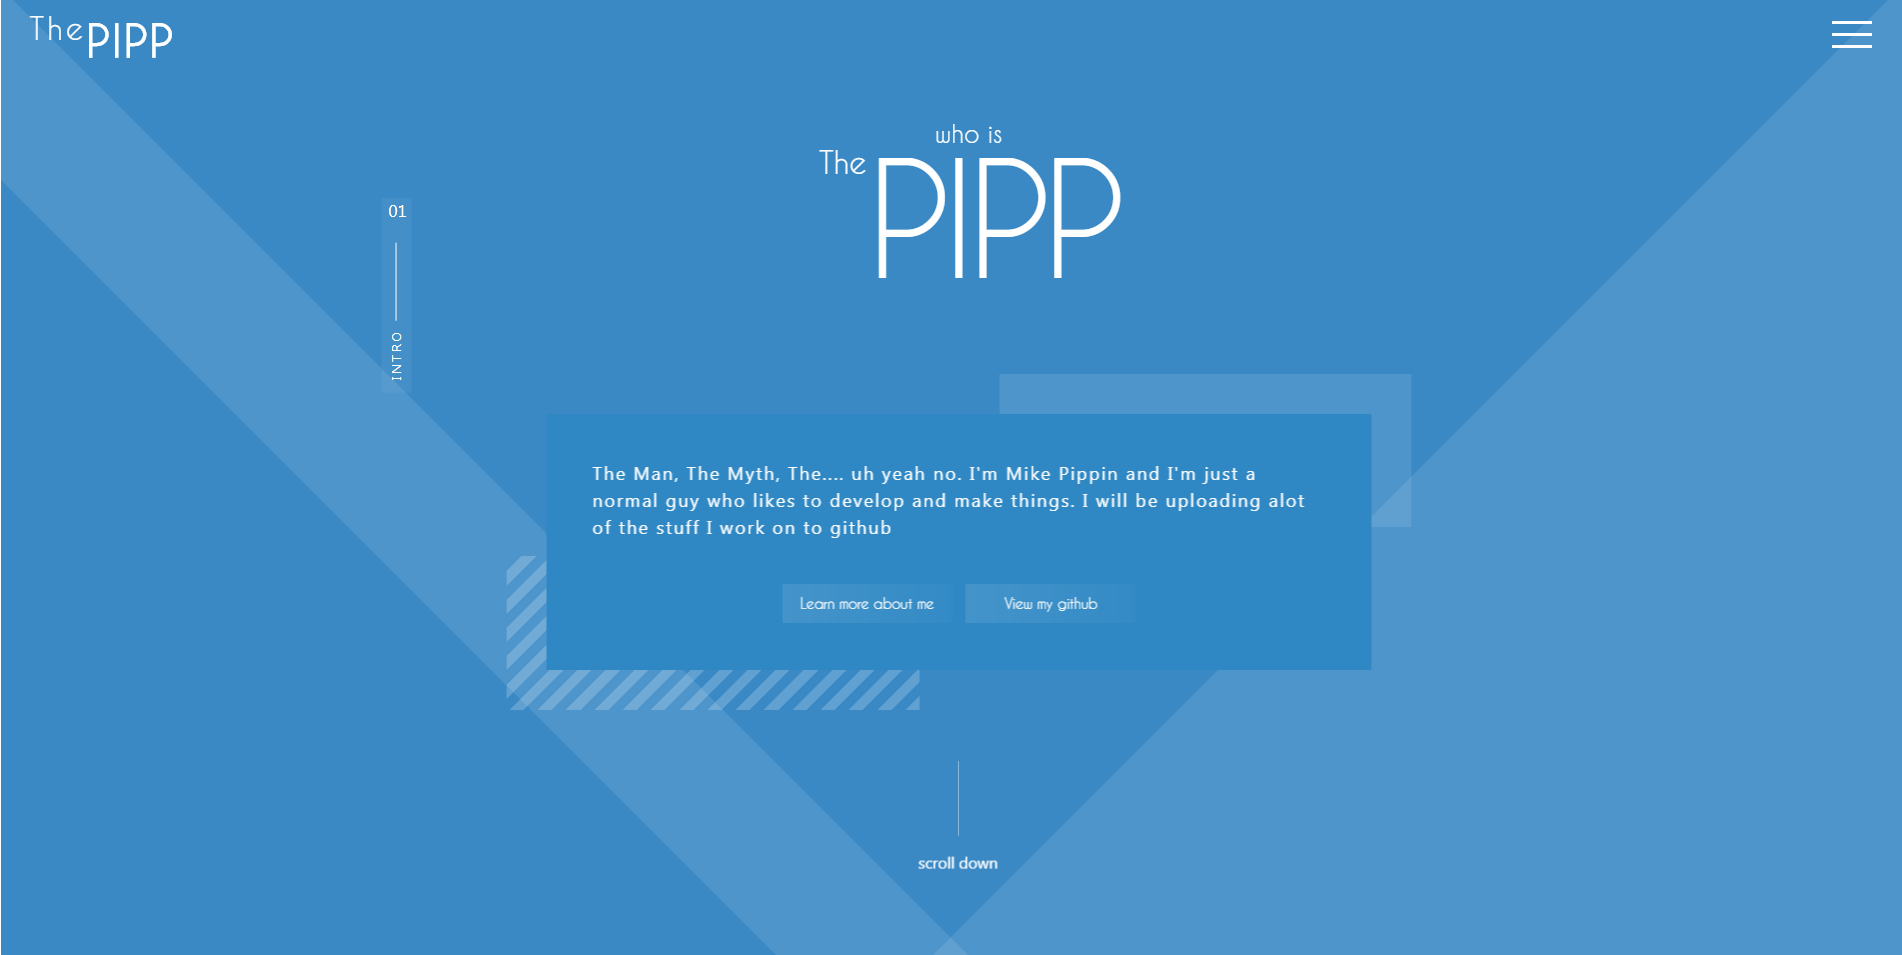 The PIPP
who is
The PIPP
01
INTRO
The Man, The Myth, The.... uh yeah no. I'm Mike Pippin and I'm just a
normal guy who likes to develop and make things. I will be uploading alot
of the stuff I work on to github
Learn more about me
View my github
scroll down